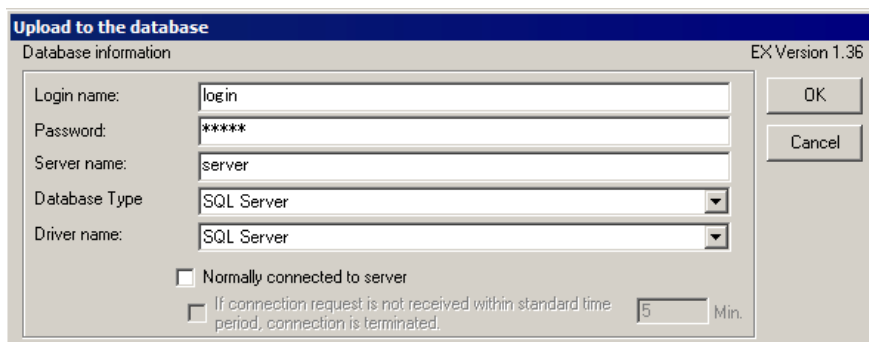 Upload to the database
Database information
EX Version 1.36
Login name:
login
OK
Password:
*****
Cancel
Server name:
server
Database Type
SQL Server
Driver name:
SQL Server
Normally connected to server
If connection request is not received within standard time
period, connection is terminated.
5
Min.